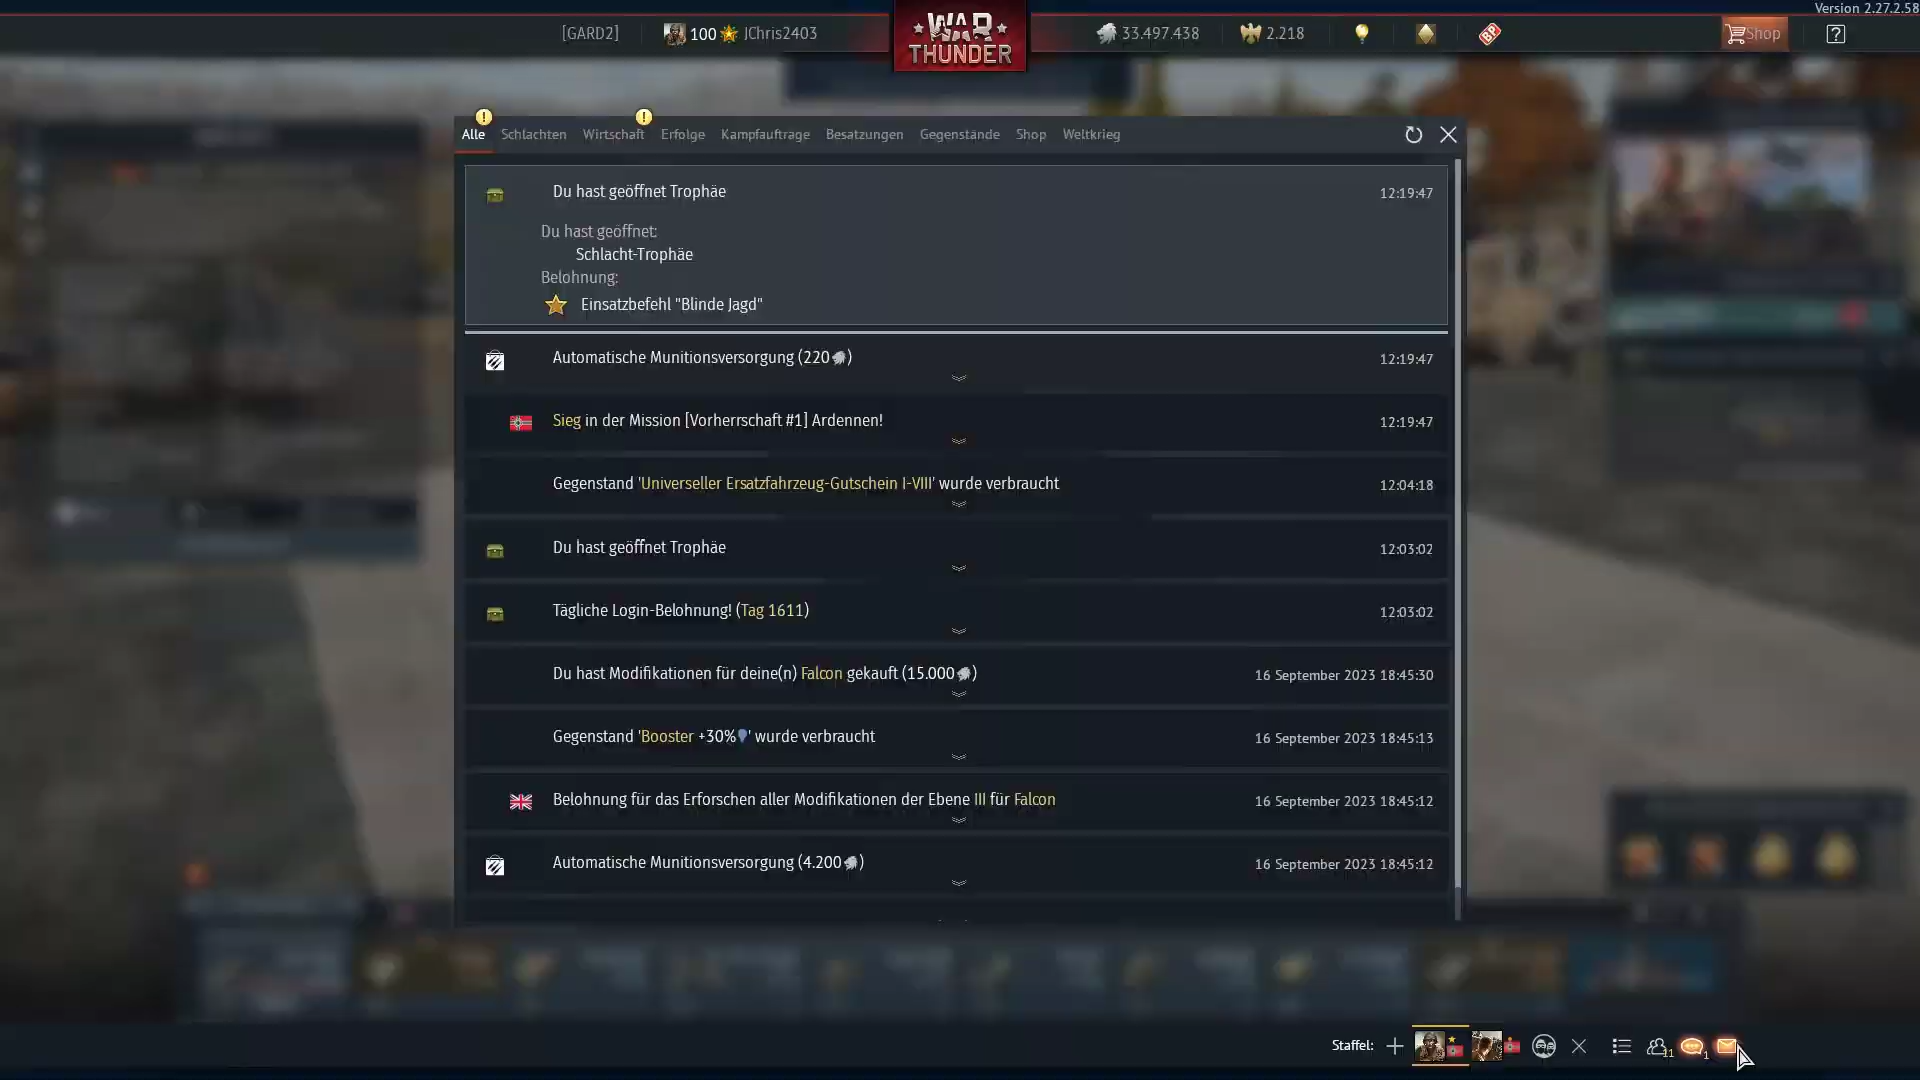 Version 2.27.2.58
[GARD2]
100 JChris2403
WAR THUNDER
33.497.438
2.218
BP
Shop
?
Alle Schlachten Wirtschaft Erfolge Kampfaufträge Besatzungen Gegenstände Shop Weltkrieg
Du hast geöffnet Trophäe 12:19:47
Du hast geöffnet:
Schlacht-Trophäe
Belohnung:
Einsatzbefehl "Blinde Jagd"
Automatische Munitionsversorgung (220) 12:19:47
Sieg in der Mission [Vorherrschaft #1] Ardennen! 12:19:47
Gegenstand 'Universeller Ersatzfahrzeug-Gutschein I-VIII' wurde verbraucht 12:04:18
Du hast geöffnet Trophäe 12:03:02
Tägliche Login-Belohnung! (Tag 1611) 12:03:02
Du hast Modifikationen für deine(n) Falcon gekauft (15.000) 16 September 2023 18:45:30
Gegenstand 'Booster +30%' wurde verbraucht 16 September 2023 18:45:13
Belohnung für das Erforschen aller Modifikationen der Ebene III für Falcon 16 September 2023 18:45:12
Automatische Munitionsversorgung (4.200) 16 September 2023 18:45:12
Staffel: 11 1